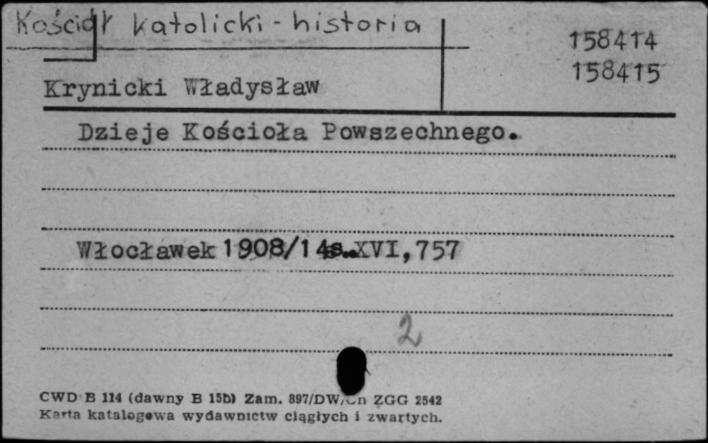 Kościół katolicki - historia
158414
158415
Krynicki Władysław
Dzieje Kościoła Powszechnego.
Włocławek 1908/14 s..XVI,757
2
CWD B 114 (dawny B 15b) Zam. 897/DW/Cn ZGG 2542
Karta katalogowa wydawnictw ciągłych i zwartych.